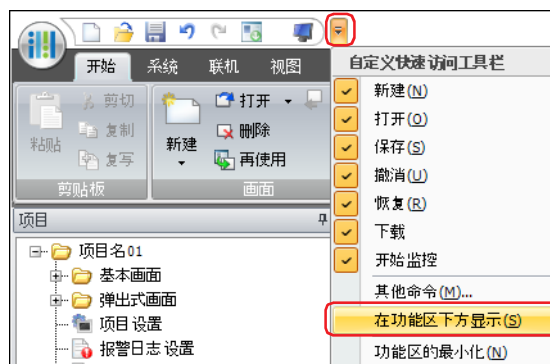 自定义快速访问工具栏
开始 系统 联机 视图
新建(N)
打开(O)
保存(S)
撤消(U)
恢复(R)
下载
开始监控
其他命令(M)...
在功能区下方显示(S)
功能区的最小化(N)
粘贴
剪切
复制
复写
剪贴板
新建
打开
删除
再使用
画面
项目
项目名01
基本画面
弹出式画面
项目设置
报警日志设置